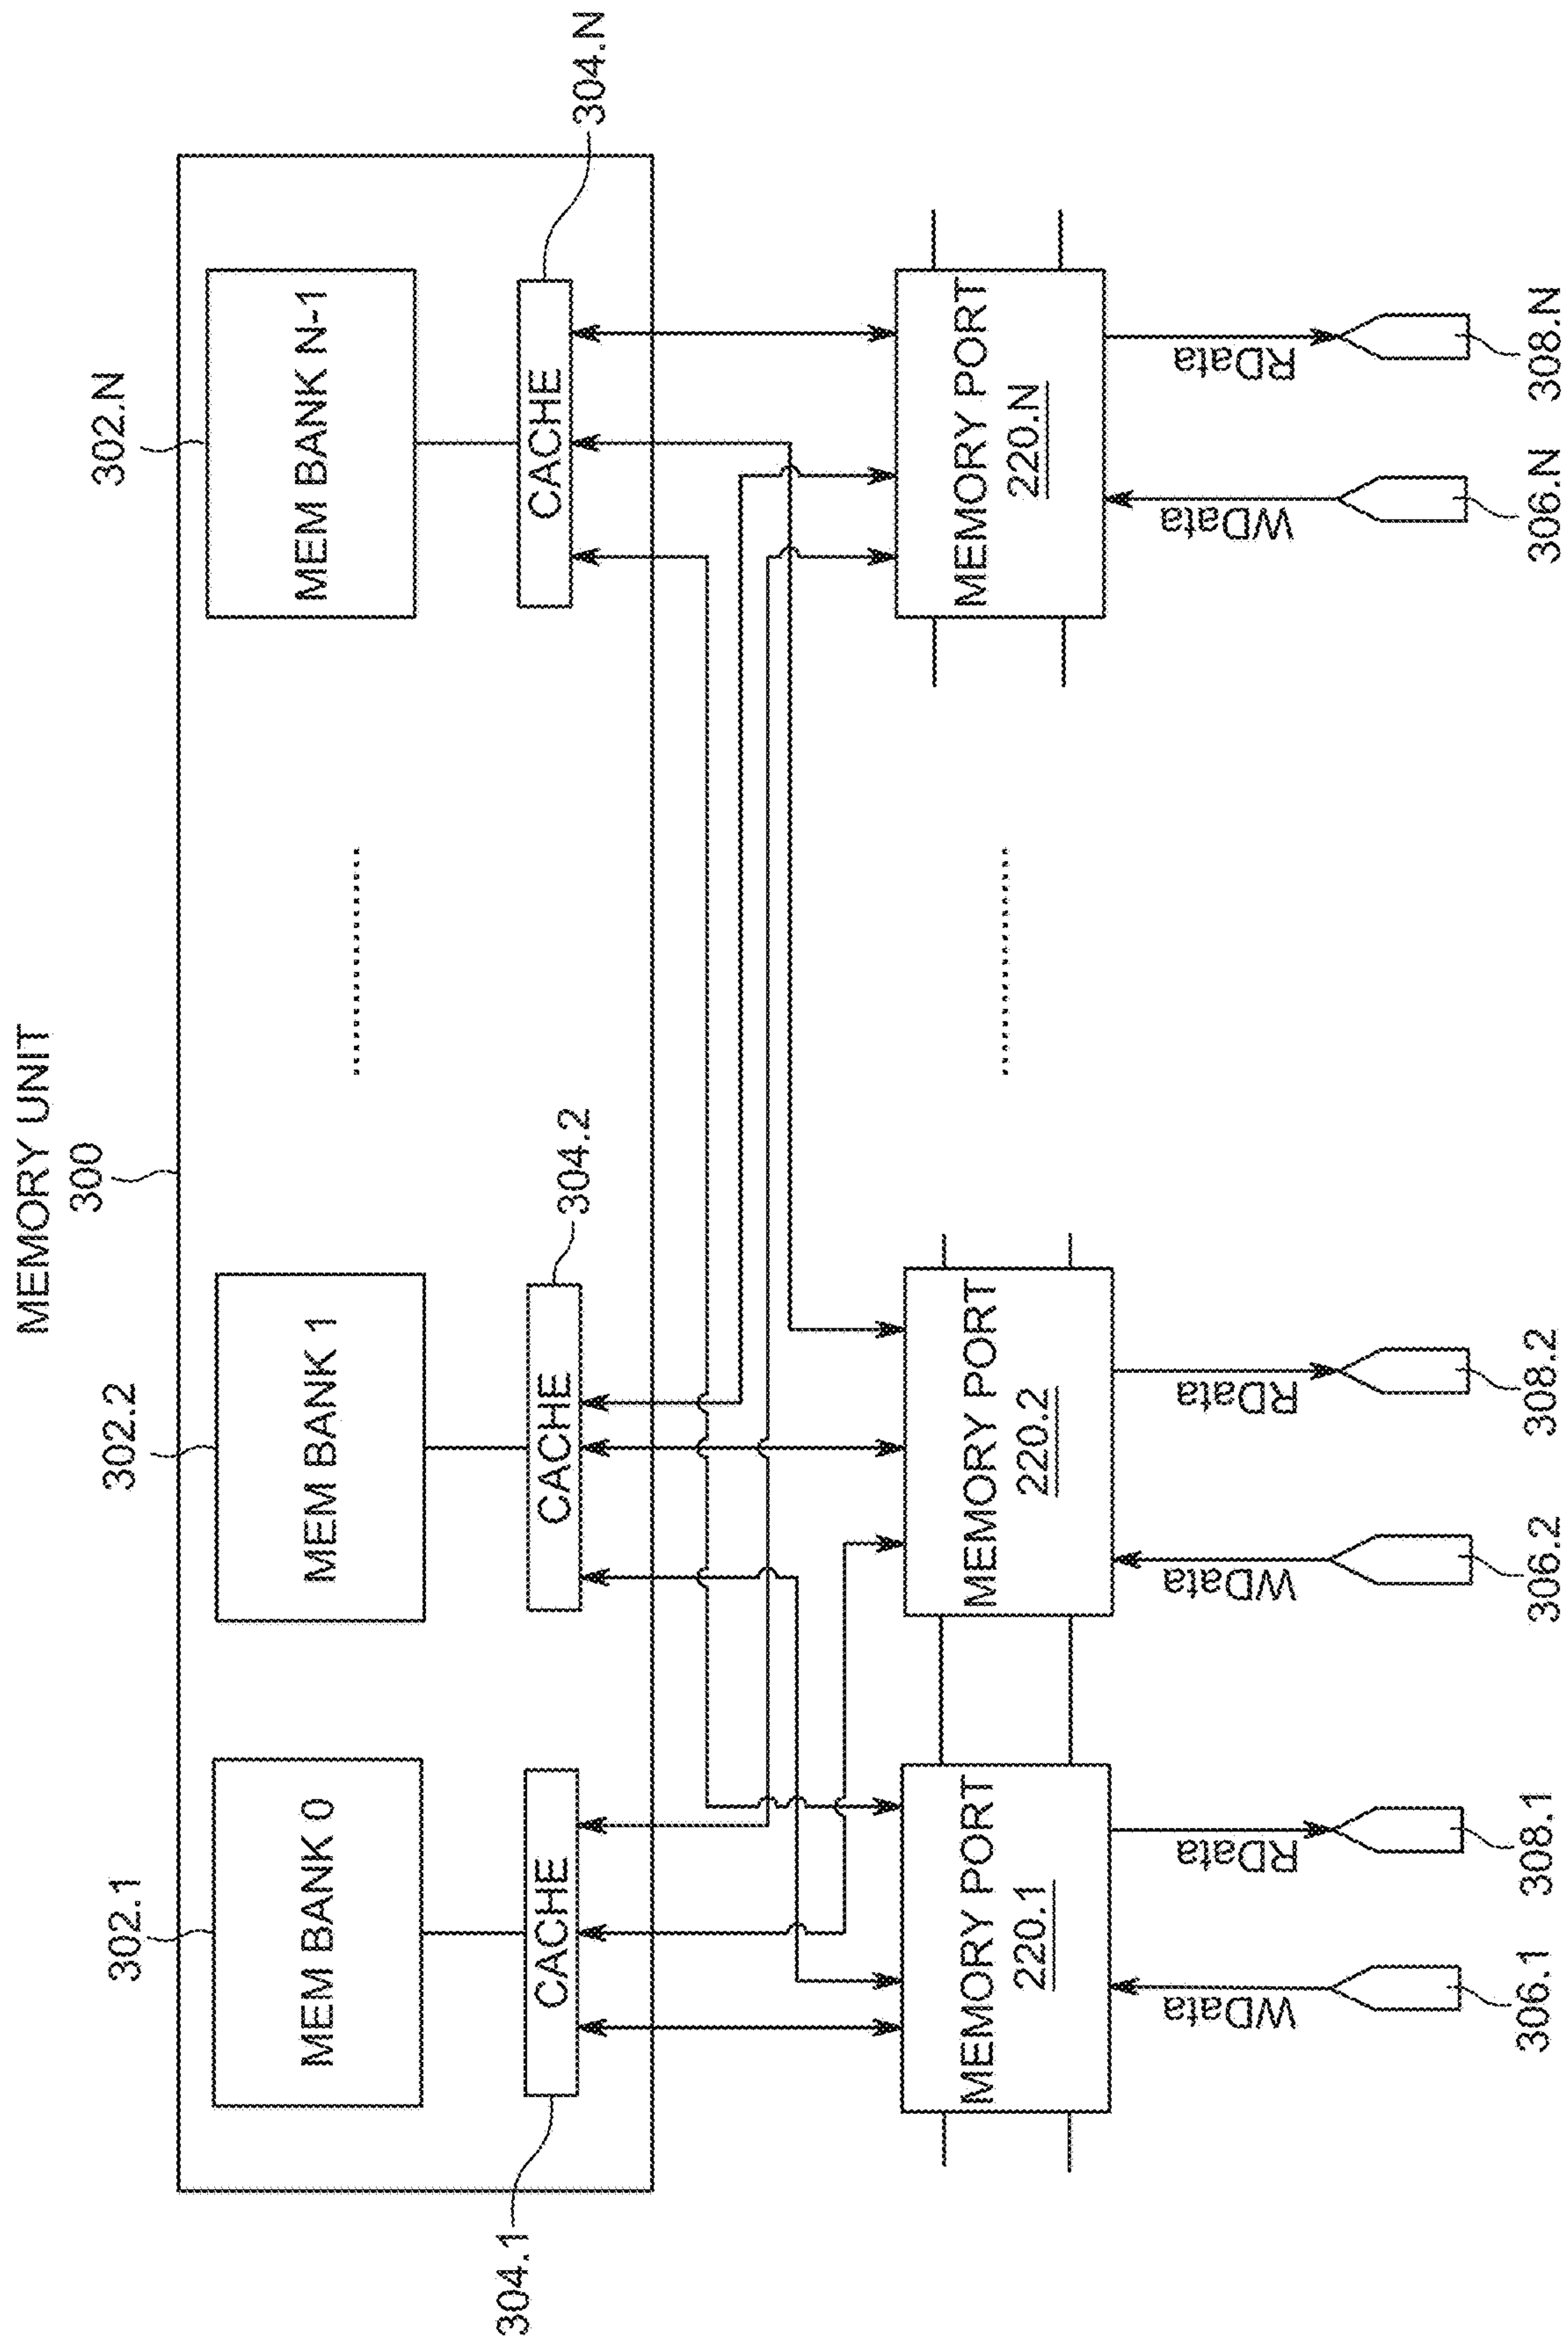 MEMORY UNIT
300
302.1
302.2
302.N
MEM BANK 0
MEM BANK 1
MEM BANK N-1
304.1
CACHE
CACHE
304.2
CACHE
304.N
MEMORY PORT
220.1
MEMORY PORT
220.2
MEMORY PORT
220.N
WData
RData
WData
RData
WData
RData
306.1
308.1
306.2
308.2
306.N
308.N